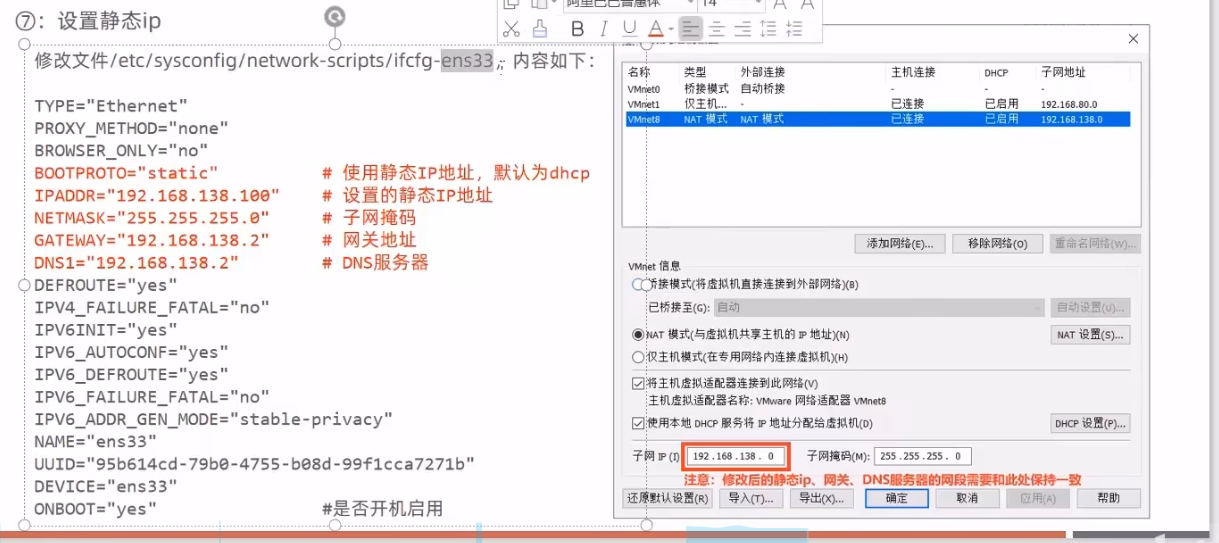 ⑦：设置静态ip
14
B I U A
修改文件/etc/sysconfig/network-scripts/ifcfg-ens33，内容如下：
TYPE="Ethernet"
PROXY_METHOD="none"
BROWSER_ONLY="no"
BOOTPROTO="static" # 使用静态IP地址，默认为dhcp
IPADDR="192.168.138.100" # 设置的静态IP地址
NETMASK="255.255.255.0" # 子网掩码
GATEWAY="192.168.138.2" # 网关地址
DNS1="192.168.138.2" # DNS服务器
DEFROUTE="yes"
IPV4_FAILURE_FATAL="no"
IPV6INIT="yes"
IPV6_AUTOCONF="yes"
IPV6_DEFROUTE="yes"
IPV6_FAILURE_FATAL="no"
IPV6_ADDR_GEN_MODE="stable-privacy"
NAME="ens33"
UUID="95b614cd-79b0-4755-b08d-99f1cca7271b"
DEVICE="ens33"
ONBOOT="yes" #是否开机启用
名称 类型 外部连接 主机连接 DHCP 子网地址
VMnet0 桥接模式 自动桥接 - - -
VMnet1 仅主机... - 已连接 已启用 192.168.80.0
VMnet8 NAT 模式 NAT 模式 已连接 已启用 192.168.138.0
添加网络(E)... 移除网络(O) 重命名网络(W)...
VMnet 信息
桥接模式(将虚拟机直接连接到外部网络)(B)
已桥接至(G): 自动 自动设置(U)...
NAT 模式(与虚拟机共享主机的 IP 地址)(N) NAT 设置(S)...
仅主机模式(在专用网络内连接虚拟机)(H)
将主机虚拟适配器连接到此网络(V)
主机虚拟适配器名称: VMware 网络适配器 VMnet8
使用本地 DHCP 服务将 IP 地址分配给虚拟机(D) DHCP 设置(P)...
子网 IP (I) 192.168.138. 0 子网掩码(M): 255.255.255. 0
注意：修改后的静态ip、网关、DNS服务器的网段需要和此处保持一致
还原默认设置(R) 导入(T)... 导出(X)... 确定 取消 应用(A) 帮助